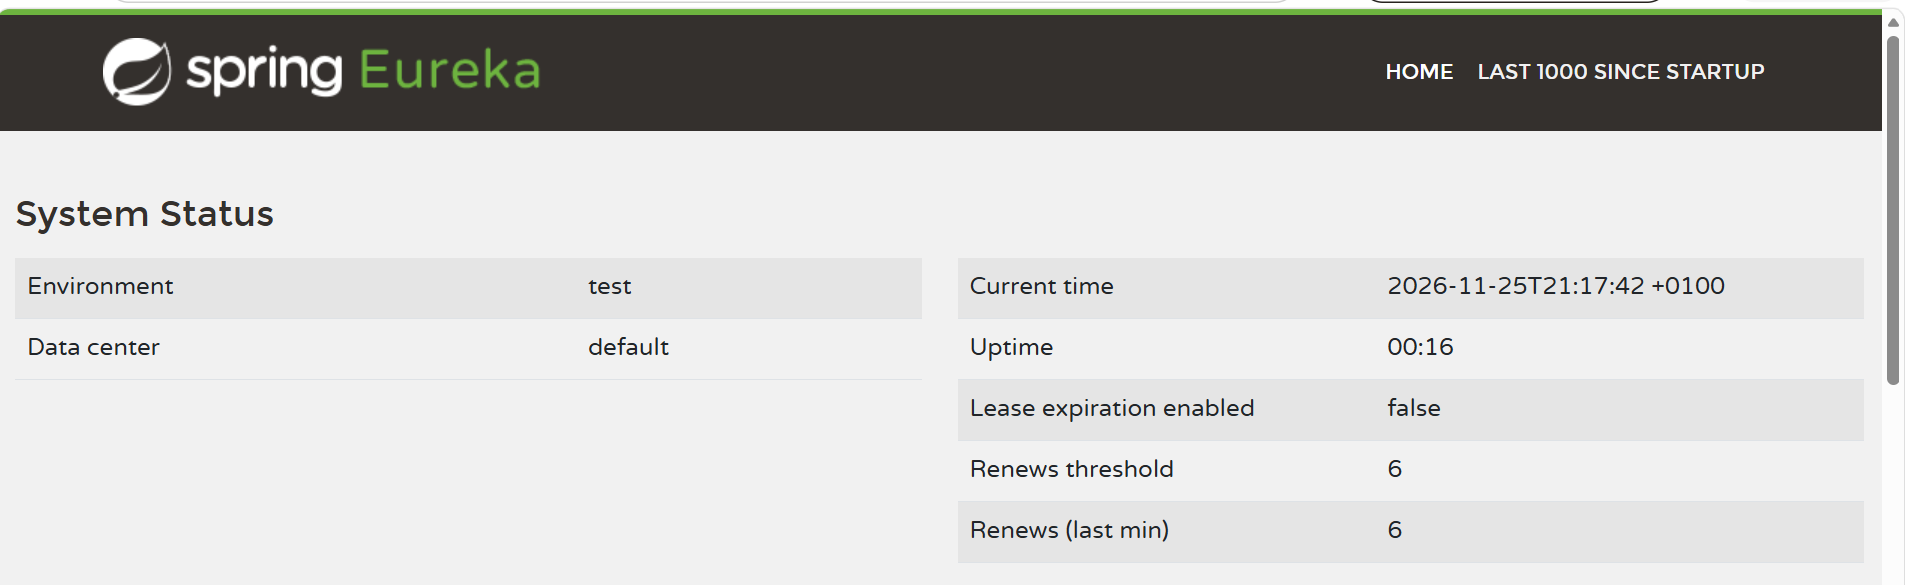 spring Eureka
HOME LAST 1000 SINCE STARTUP
System Status
Environment test
Data center default
Current time 2026-11-25T21:17:42 +0100
Uptime 00:16
Lease expiration enabled false
Renews threshold 6
Renews (last min) 6